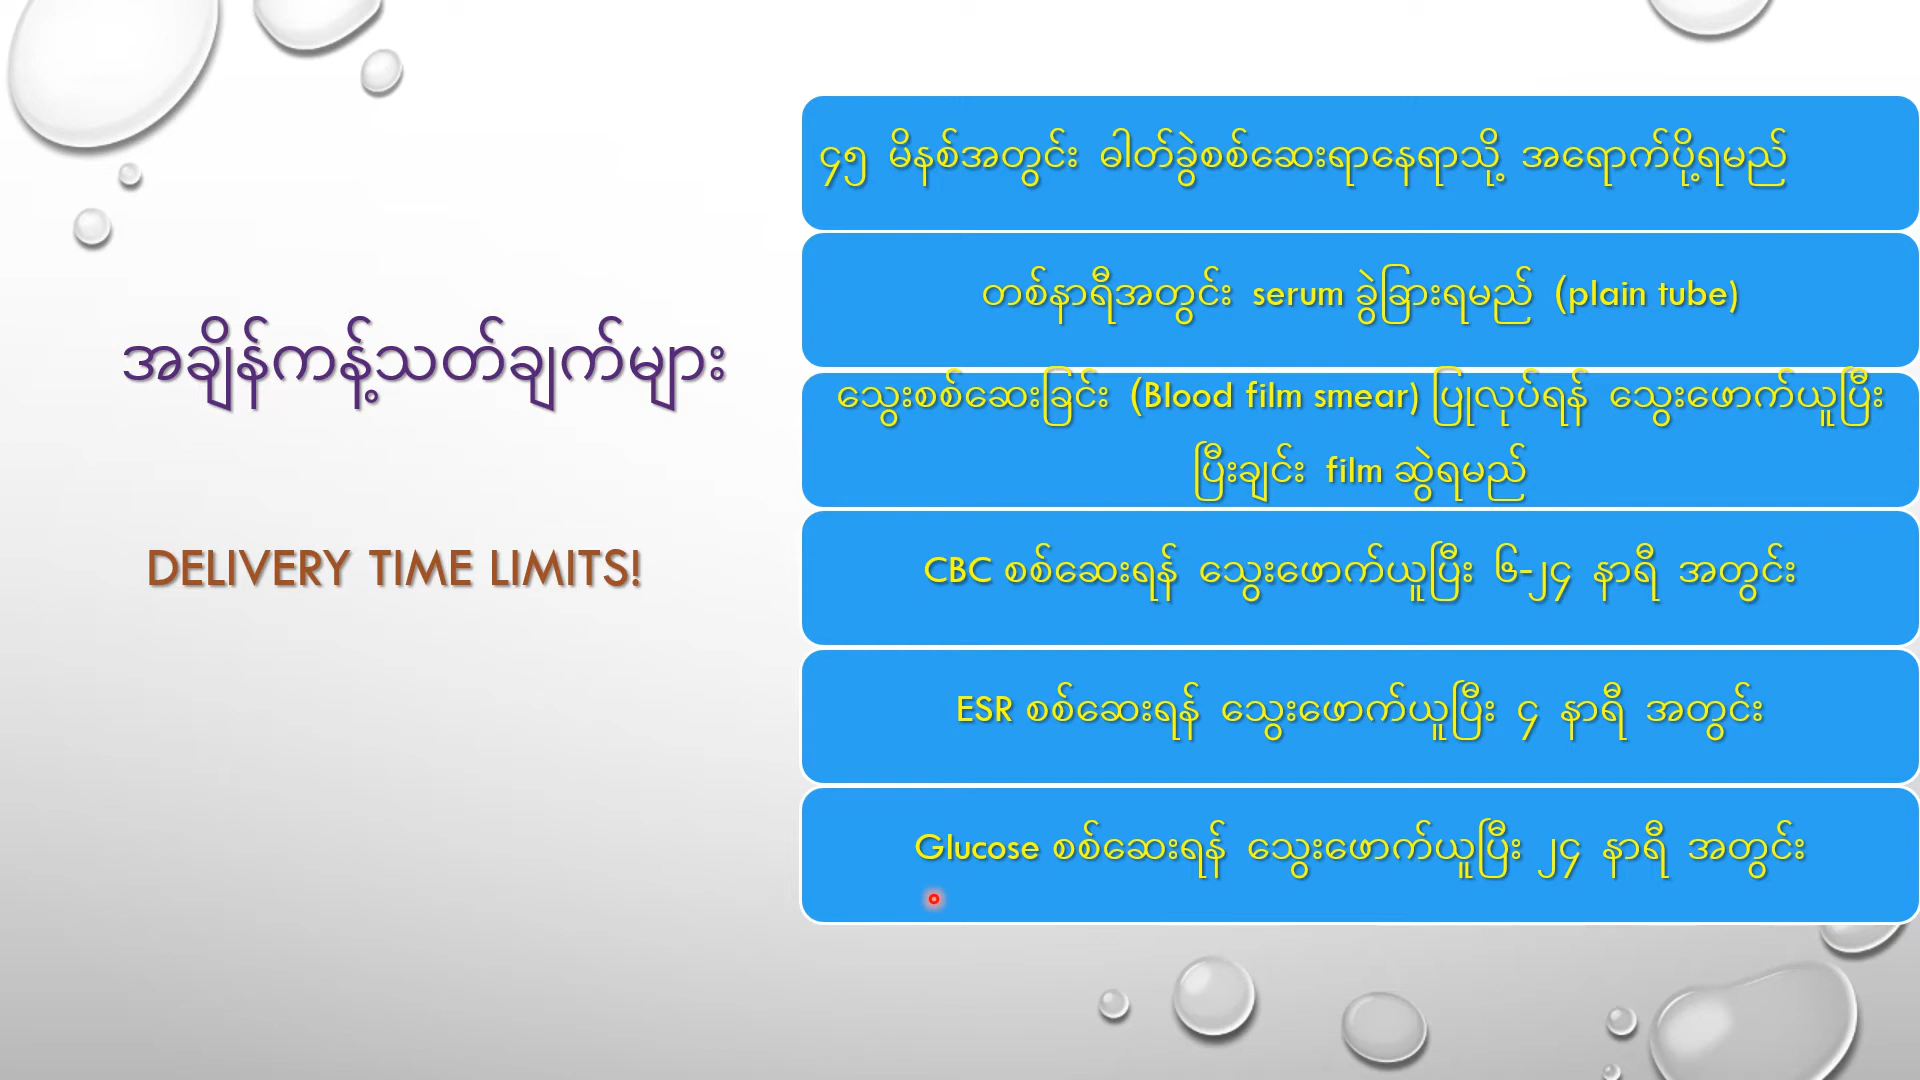 အချိန်ကန့်သတ်ချက်များ
DELIVERY TIME LIMITS!
၄၅ မိနစ်အတွင်း ဓါတ်ခွဲစစ်ဆေးရာနေရာသို့ အရောက်ပို့ရမည်
တစ်နာရီအတွင်း serum ခွဲခြားရမည် (plain tube)
သွေးစစ်ဆေးခြင်း (Blood film smear) ပြုလုပ်ရန် သွေးဖောက်ယူပြီး
ပြီးချင်း film ဆွဲရမည်
CBC စစ်ဆေးရန် သွေးဖောက်ယူပြီး ၆-၂၄ နာရီ အတွင်း
ESR စစ်ဆေးရန် သွေးဖောက်ယူပြီး ၄ နာရီ အတွင်း
Glucose စစ်ဆေးရန် သွေးဖောက်ယူပြီး ၂၄ နာရီ အတွင်း